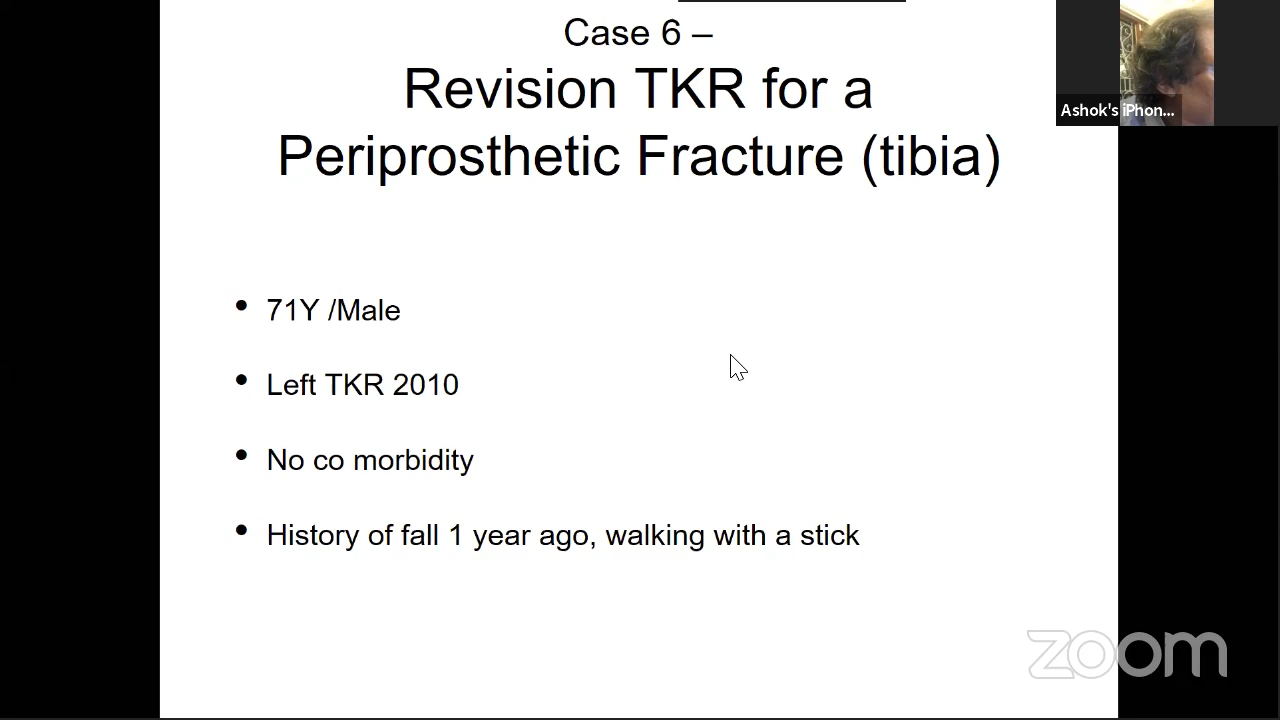 Case 6 –
Revision TKR for a
Periprosthetic Fracture (tibia)
Ashok's iPhon...
• 71Y /Male
• Left TKR 2010
• No co morbidity
• History of fall 1 year ago, walking with a stick
zoom